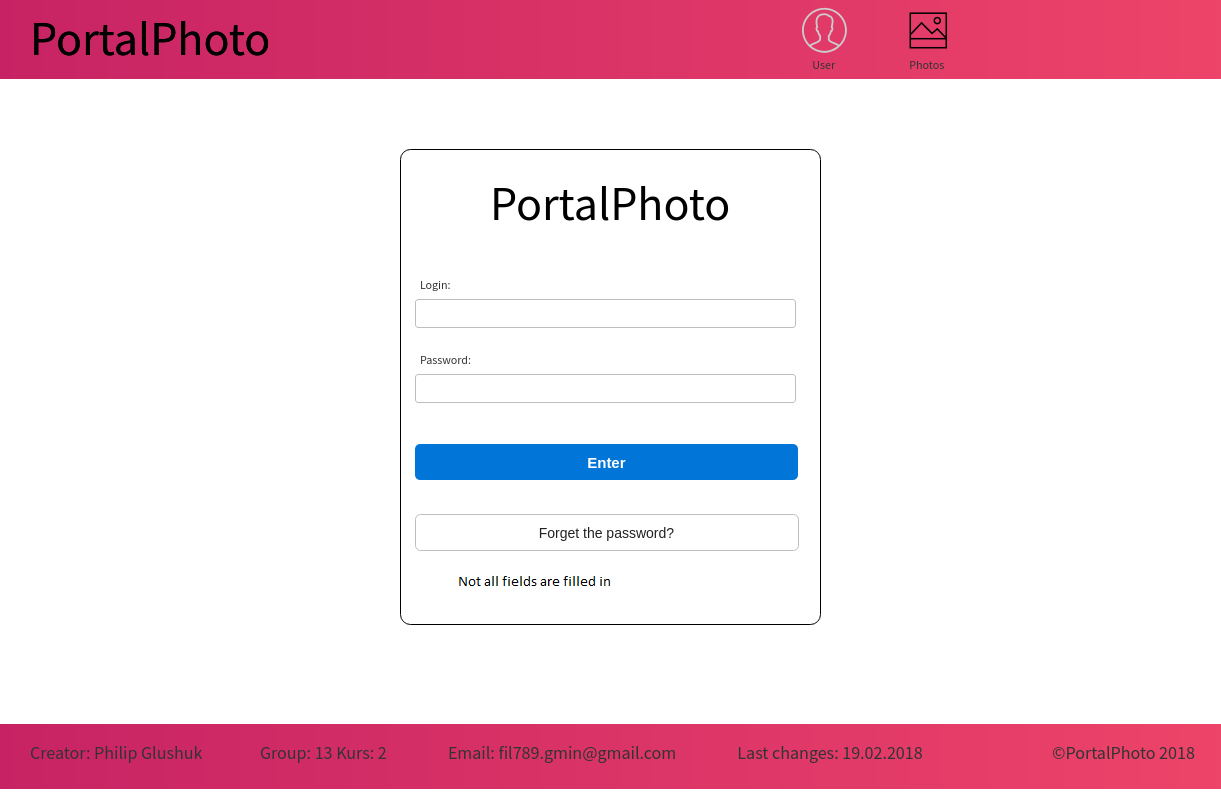 PortalPhoto
User
Photos
PortalPhoto
Login:
Password:
Enter
Forget the password?
Not all fields are filled in
Creator: Philip Glushuk
Group: 13 Kurs: 2
Email: fil789.gmin@gmail.com
Last changes: 19.02.2018
©PortalPhoto 2018